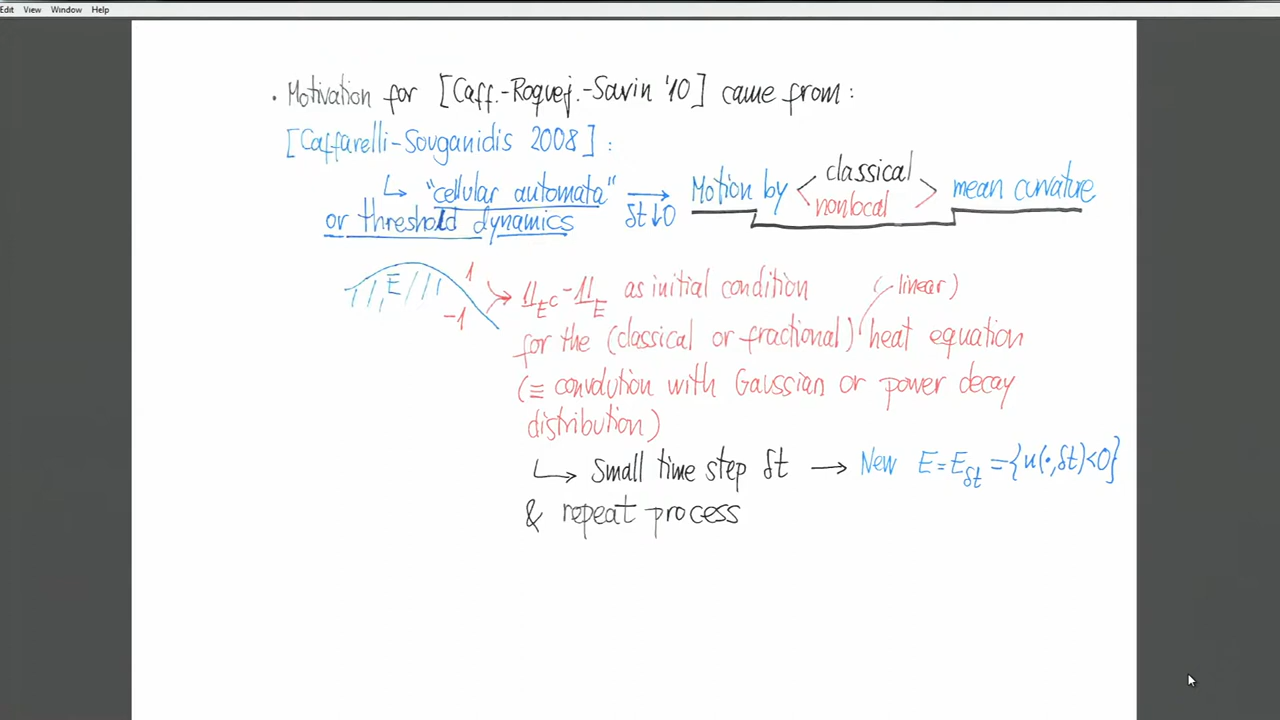 Edit View Window Help
· Motivation for [Caff.-Roquej.-Savin '10] came from:
[Caffarelli-Souganidis 2008]:
↳ "cellular automata" → Motion by < classical > mean curvature
or threshold dynamics δt↓0 nonlocal
E 1 -1
→ 𝟙_{E^c} - 𝟙_E as initial condition (linear)
for the (classical or fractional) heat equation
(≡ convolution with Gaussian or power decay
distribution)
↳ Small time step δt → New E = E_{δt} = {u(·,δt)<0}
& repeat process